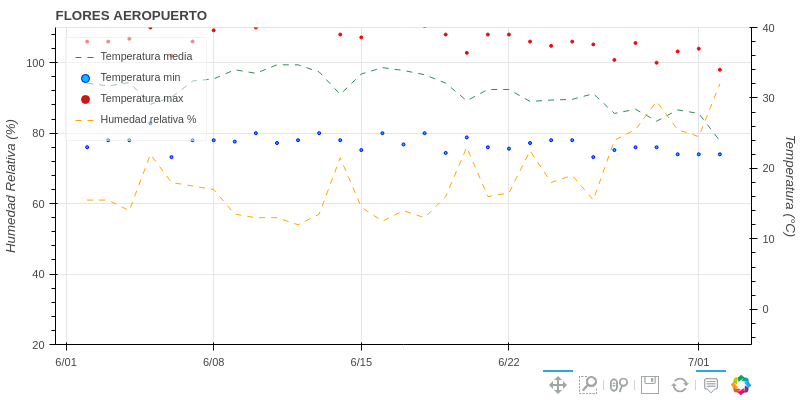 FLORES AEROPUERTO
Humedad Relativa (%)
100
80
60
40
20
Temperatura media
Temperatura min
Temperatura máx
Humedad relativa %
40
30
20
10
0
Temperatura (°C)
6/01
6/08
6/15
6/22
7/01